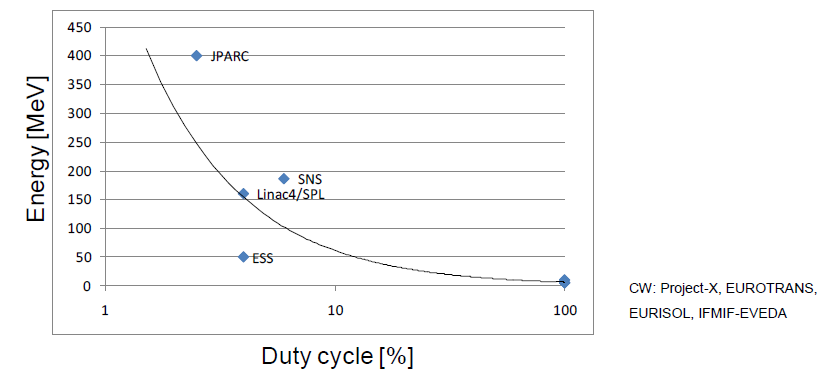 450
400
350
300
250
200
150
100
50
0
Energy [MeV]
JPARC
SNS
Linac4/SPL
ESS
1
10
100
Duty cycle [%]
CW: Project-X, EUROTRANS,
EURISOL, IFMIF-EVEDA